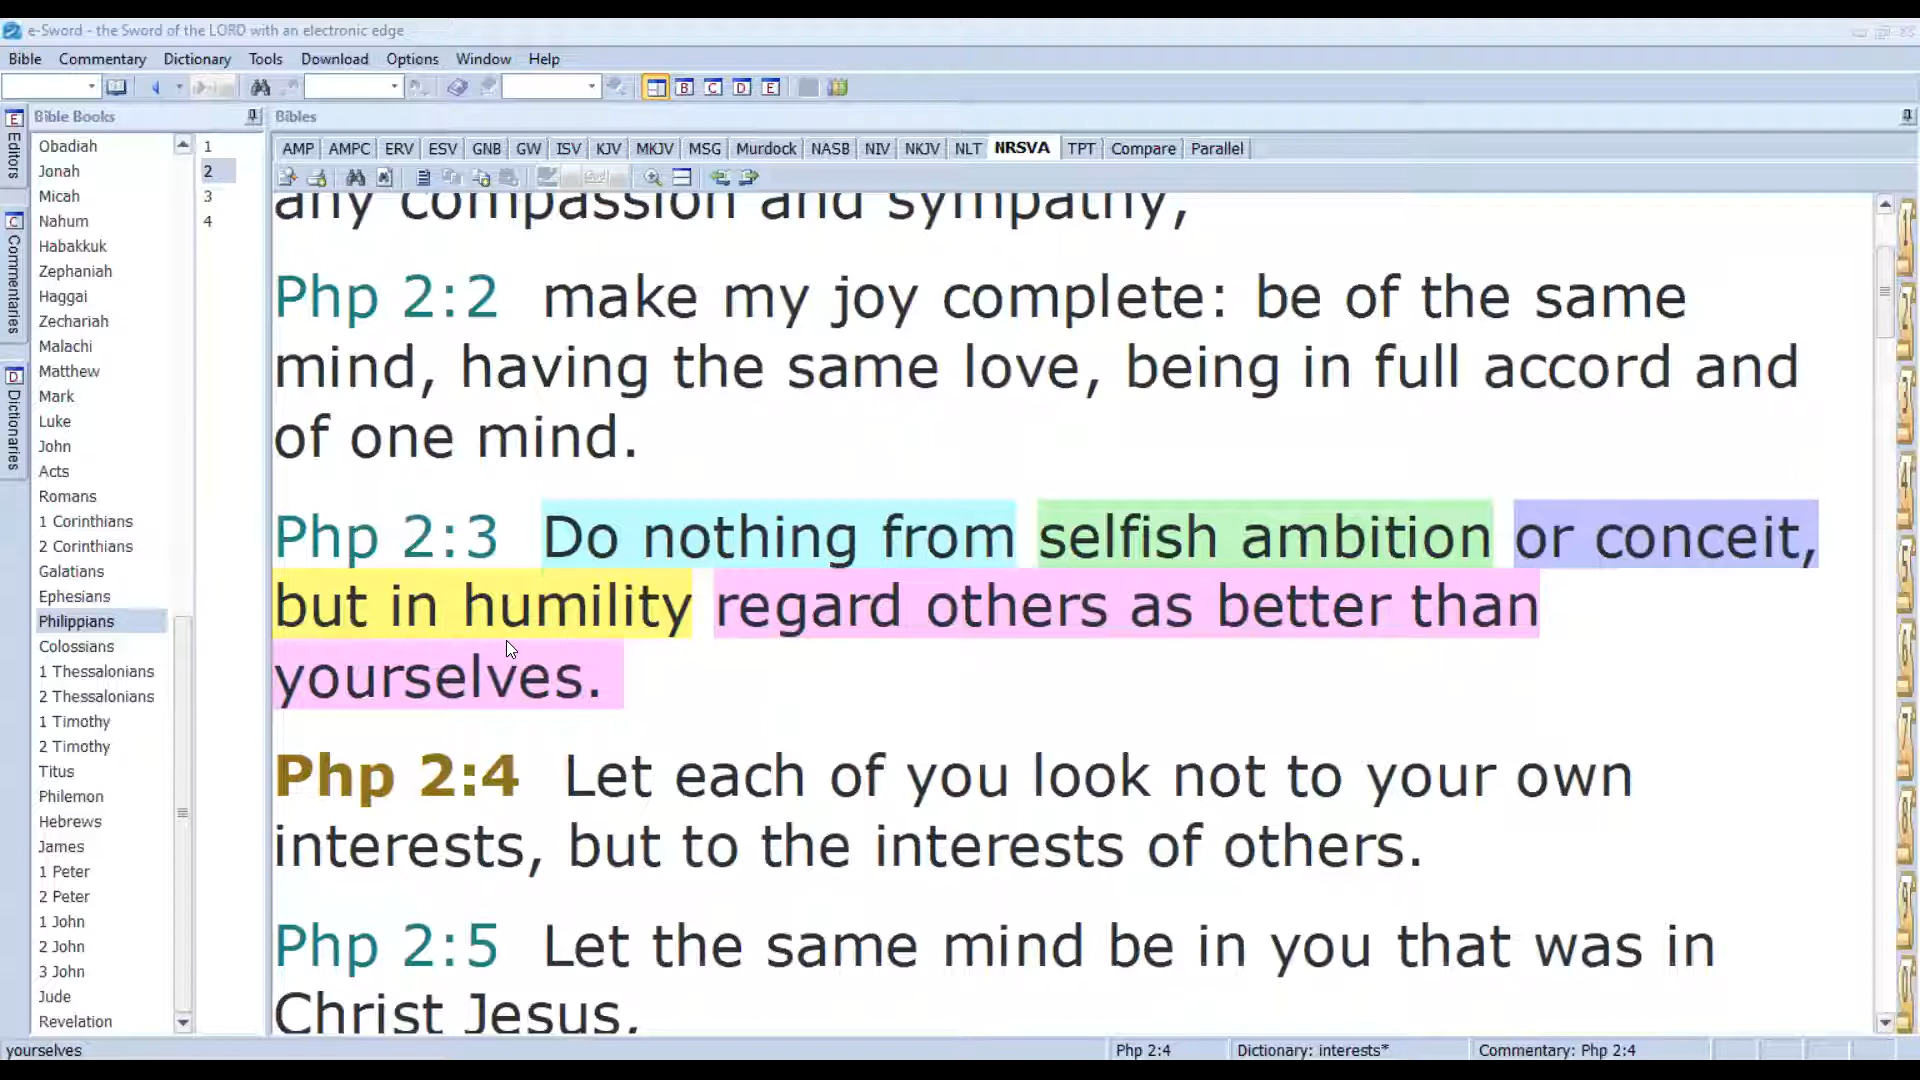 e-Sword - the Sword of the LORD with an electronic edge
Bible Commentary Dictionary Tools Download Options Window Help
B C D E
Bible Books
Bibles
E Editors
C Commentaries
D Dictionaries
Obadiah
Jonah
Micah
Nahum
Habakkuk
Zephaniah
Haggai
Zechariah
Malachi
Matthew
Mark
Luke
John
Acts
Romans
1 Corinthians
2 Corinthians
Galatians
Ephesians
Philippians
Colossians
1 Thessalonians
2 Thessalonians
1 Timothy
2 Timothy
Titus
Philemon
Hebrews
James
1 Peter
2 Peter
1 John
2 John
3 John
Jude
Revelation
1
2
3
4
AMP AMPC ERV ESV GNB GW ISV KJV MKJV MSG Murdock NASB NIV NKJV NLT NRSVA TPT Compare Parallel
any compassion and sympathy,
Php 2:2 make my joy complete: be of the same
mind, having the same love, being in full accord and
of one mind.
Php 2:3 Do nothing from selfish ambition or conceit,
but in humility regard others as better than
yourselves.
Php 2:4 Let each of you look not to your own
interests, but to the interests of others.
Php 2:5 Let the same mind be in you that was in
Christ Jesus,
yourselves
Php 2:4
Dictionary: interests*
Commentary: Php 2:4